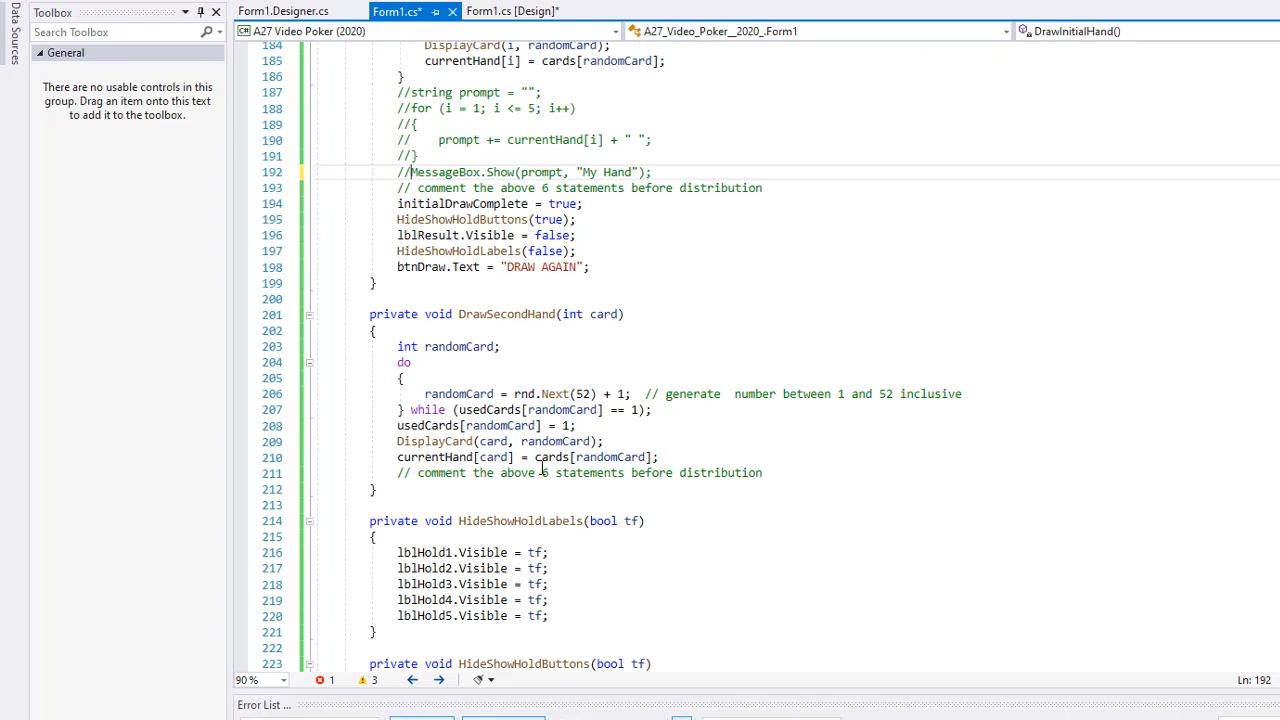 Data Sources
Toolbox
Search Toolbox
General
There are no usable controls in this
group. Drag an item onto this text
to add it to the toolbox.
Form1.Designer.cs Form1.cs* Form1.cs [Design]*
A27 Video Poker (2020) A27_Video_Poker__2020_.Form1 DrawInitialHand()
184 DisplayCard(i, randomCard);
185 currentHand[i] = cards[randomCard];
186 }
187 //string prompt = "";
188 //for (i = 1; i <= 5; i++)
189 //{
190 //    prompt += currentHand[i] + " ";
191 //}
192 //MessageBox.Show(prompt, "My Hand");
193 // comment the above 6 statements before distribution
194 initialDrawComplete = true;
195 HideShowHoldButtons(true);
196 lblResult.Visible = false;
197 HideShowHoldLabels(false);
198 btnDraw.Text = "DRAW AGAIN";
199 }
200
201 private void DrawSecondHand(int card)
202 {
203 int randomCard;
204 do
205 {
206 randomCard = rnd.Next(52) + 1;  // generate  number between 1 and 52 inclusive
207 } while (usedCards[randomCard] == 1);
208 usedCards[randomCard] = 1;
209 DisplayCard(card, randomCard);
210 currentHand[card] = cards[randomCard];
211 // comment the above 6 statements before distribution
212 }
213
214 private void HideShowHoldLabels(bool tf)
215 {
216 lblHold1.Visible = tf;
217 lblHold2.Visible = tf;
218 lblHold3.Visible = tf;
219 lblHold4.Visible = tf;
220 lblHold5.Visible = tf;
221 }
222
223 private void HideShowHoldButtons(bool tf)
90 % 1 3 Ln: 192
Error List ...